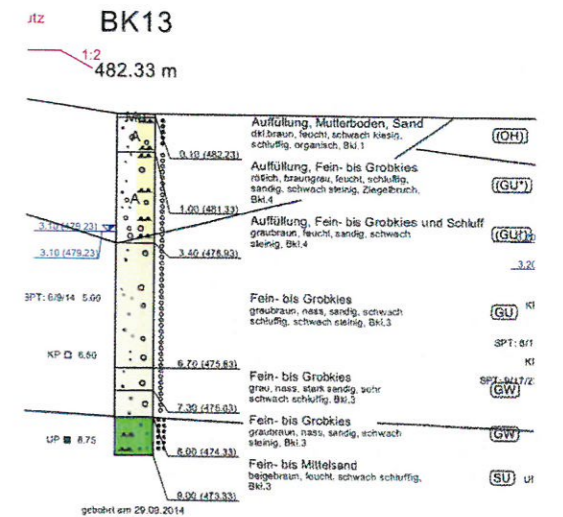 BK13
1:2
482.33 m
Auffüllung, Mutterboden, Sand
dkl.braun, feucht, schwach kiesig,
schluffig, organisch, Bkl.1
(OH)
A
0.10 (482.23)
Auffüllung, Fein- bis Grobkies
rötlich, braungrau, feucht, schluffig,
sandig, schwach steinig, Ziegelbruch,
Bkl.4
(GU*)
A
1.00 (481.33)
Auffüllung, Fein- bis Grobkies und Schluff
graubraun, feucht, sandig, schwach
steinig, Bkl.4
3.10 (479.23)
3.10 (479.23)
3.40 (478.93)
3.20
Fein- bis Grobkies
graubraun, nass, sandig, schwach
schluffig, schwach steinig, Bkl.3
GU
SPT: 6/9/14 5.00
KP 6.50
6.70 (475.63)
Fein- bis Grobkies
grau, nass, stark sandig, sehr
schwach schluffig, Bkl.3
GW
7.30 (475.03)
Fein- bis Grobkies
graubraun, nass, sandig, schwach
steinig, Bkl.3
GW
UP 8.75
8.00 (474.33)
Fein- bis Mittelsand
beigebraun, feucht, schwach schluffig,
Bkl.3
SU
9.00 (473.33)
gebohrt am 29.09.2014